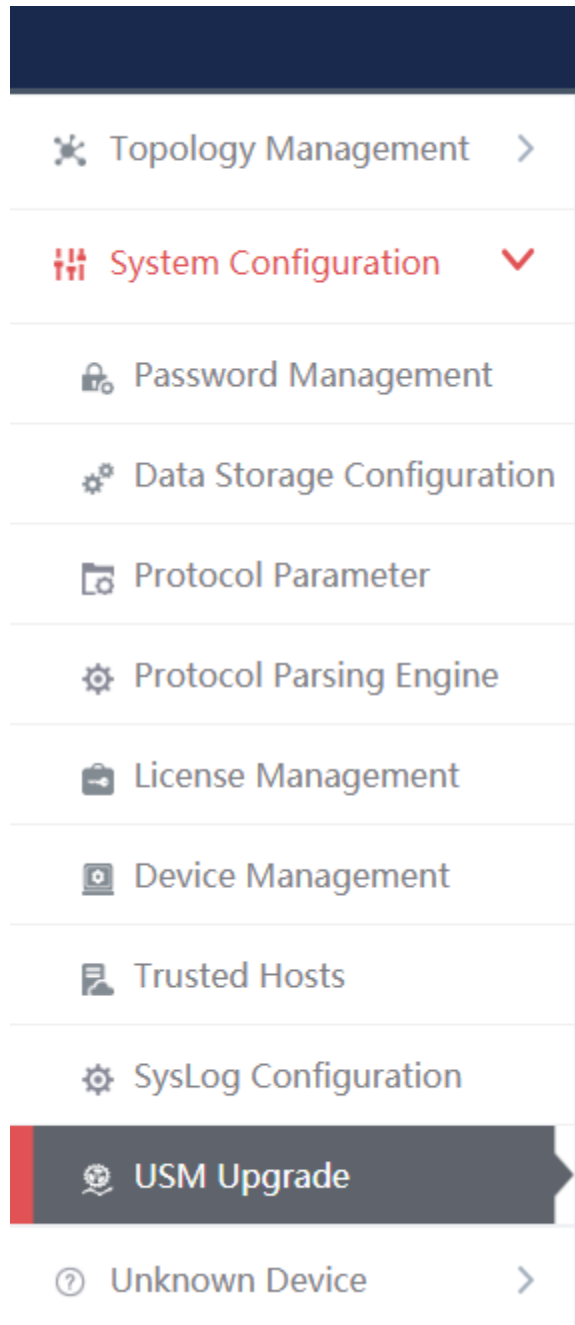 Topology Management
System Configuration
Password Management
Data Storage Configuration
Protocol Parameter
Protocol Parsing Engine
License Management
Device Management
Trusted Hosts
SysLog Configuration
USM Upgrade
Unknown Device